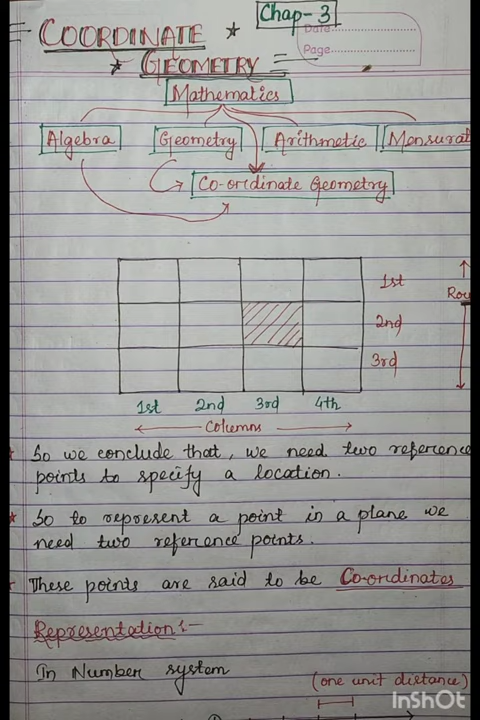 Chap- 3
Date
Page
COORDINATE
GEOMETRY
Mathematics
Algebra Geometry Arithmetic Mensurat
Co-ordinate Geometry
1st
Row
2nd
3rd
1st 2nd 3rd 4th
Columns
So we conclude that, we need two reference
points to specify a location.
So to represent a point in a plane we
need two reference points.
These points are said to be Co-ordinates
Representation:-
In Number system
(one unit distance)
InShOt